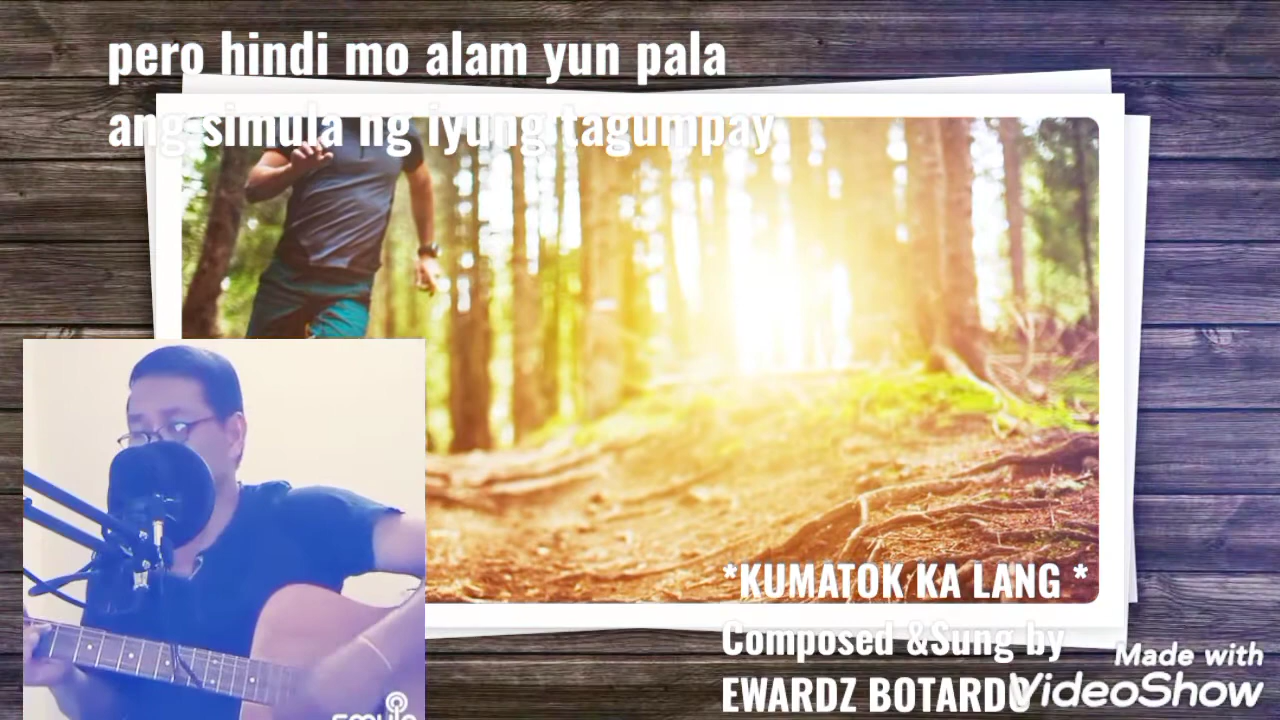 pero hindi mo alam yun pala
ang simula ng iyung tagumpay
*KUMATOK KA LANG *
Composed &Sung by
EWARDZ BOTARDO
Made with
VideoShow
smule